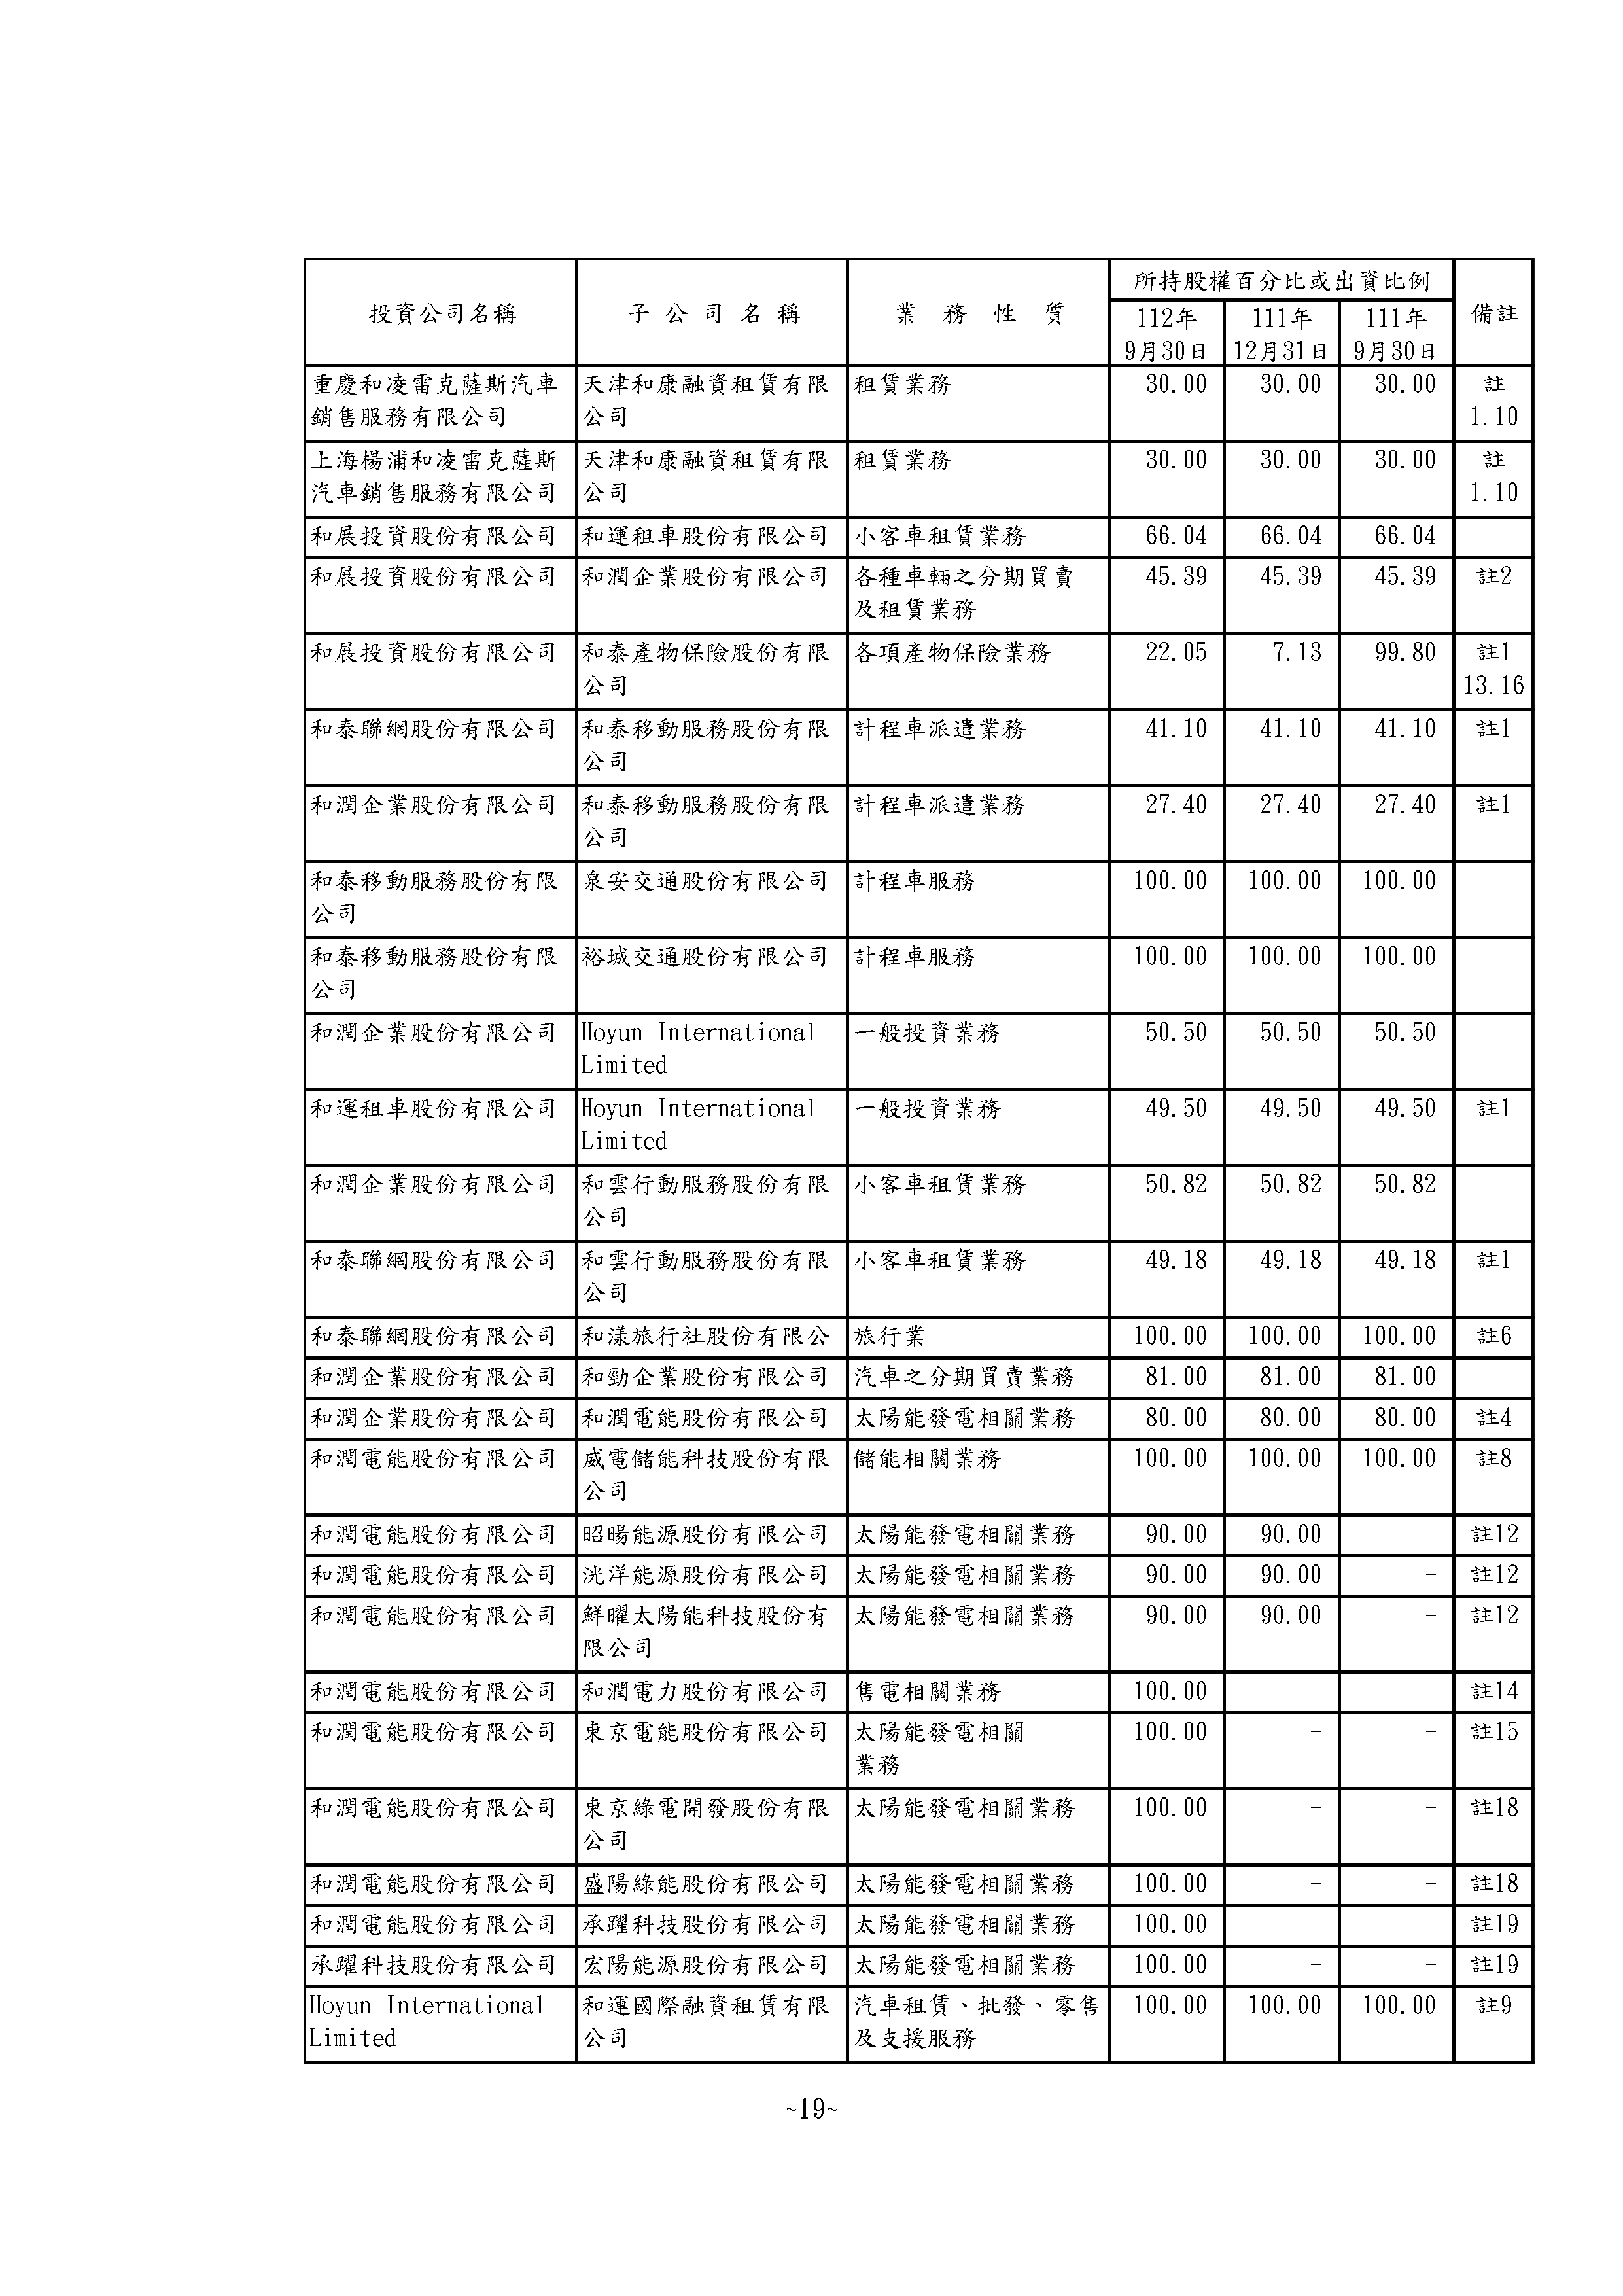 投資公司名稱 子公司名稱 業務性質 所持股權百分比或出資比例 備註
112年 111年 111年
9月30日 12月31日 9月30日
重慶和凌雷克薩斯汽車 天津和康融資租賃有限 租賃業務 30.00 30.00 30.00 註
銷售服務有限公司 公司 1.10
上海楊浦和凌雷克薩斯 天津和康融資租賃有限 租賃業務 30.00 30.00 30.00 註
汽車銷售服務有限公司 公司 1.10
和展投資股份有限公司 和運租車股份有限公司 小客車租賃業務 66.04 66.04 66.04
和展投資股份有限公司 和潤企業股份有限公司 各種車輛之分期買賣 45.39 45.39 45.39 註2
及租賃業務
和展投資股份有限公司 和泰產物保險股份有限 各項產物保險業務 22.05 7.13 99.80 註1
公司 13.16
和泰聯網股份有限公司 和泰移動服務股份有限 計程車派遣業務 41.10 41.10 41.10 註1
公司
和潤企業股份有限公司 和泰移動服務股份有限 計程車派遣業務 27.40 27.40 27.40 註1
公司
和泰移動服務股份有限 泉安交通股份有限公司 計程車服務 100.00 100.00 100.00
公司
和泰移動服務股份有限 裕城交通股份有限公司 計程車服務 100.00 100.00 100.00
公司
和潤企業股份有限公司 Hoyun International 一般投資業務 50.50 50.50 50.50
Limited
和運租車股份有限公司 Hoyun International 一般投資業務 49.50 49.50 49.50 註1
Limited
和潤企業股份有限公司 和雲行動服務股份有限 小客車租賃業務 50.82 50.82 50.82
公司
和泰聯網股份有限公司 和雲行動服務股份有限 小客車租賃業務 49.18 49.18 49.18 註1
公司
和泰聯網股份有限公司 和漾旅行社股份有限公 旅行業 100.00 100.00 100.00 註6
和潤企業股份有限公司 和勁企業股份有限公司 汽車之分期買賣業務 81.00 81.00 81.00
和潤企業股份有限公司 和潤電能股份有限公司 太陽能發電相關業務 80.00 80.00 80.00 註4
和潤電能股份有限公司 威電儲能科技股份有限 儲能相關業務 100.00 100.00 100.00 註8
公司
和潤電能股份有限公司 昭暘能源股份有限公司 太陽能發電相關業務 90.00 90.00 - 註12
和潤電能股份有限公司 洸洋能源股份有限公司 太陽能發電相關業務 90.00 90.00 - 註12
和潤電能股份有限公司 鮮曜太陽能科技股份有 太陽能發電相關業務 90.00 90.00 - 註12
限公司
和潤電能股份有限公司 和潤電力股份有限公司 售電相關業務 100.00 - - 註14
和潤電能股份有限公司 東京電能股份有限公司 太陽能發電相關 100.00 - - 註15
業務
和潤電能股份有限公司 東京綠電開發股份有限 太陽能發電相關業務 100.00 - - 註18
公司
和潤電能股份有限公司 盛陽綠能股份有限公司 太陽能發電相關業務 100.00 - - 註18
和潤電能股份有限公司 承躍科技股份有限公司 太陽能發電相關業務 100.00 - - 註19
承躍科技股份有限公司 宏陽能源股份有限公司 太陽能發電相關業務 100.00 - - 註19
Hoyun International 和運國際融資租賃有限 汽車租賃、批發、零售 100.00 100.00 100.00 註9
Limited 公司 及支援服務
~19~